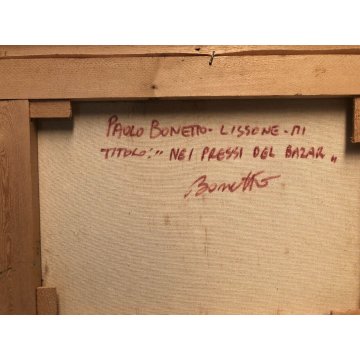 PAOLO BONETTO - LISSONE - MI
TITOLO: " NEI PRESSI DEL BAZAR "
Bonetto